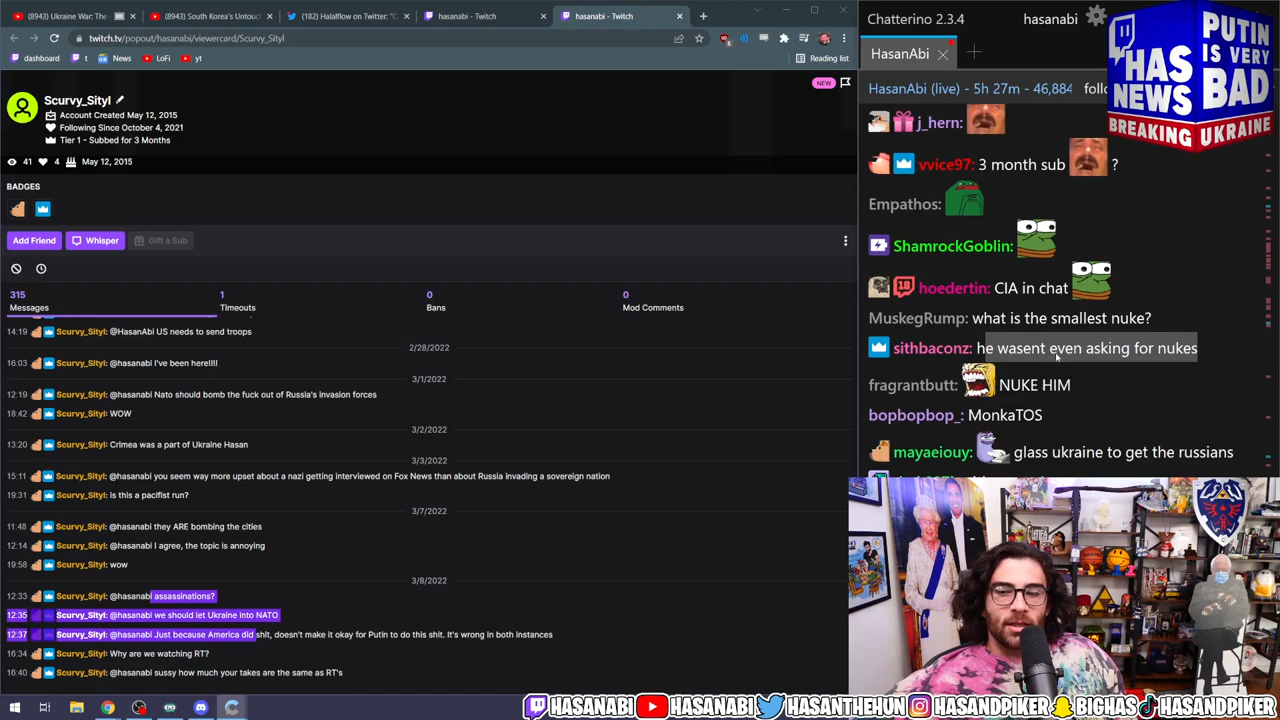 (8943) Ukraine War: The
(8943) South Korea's Untouc
(182) Halalflow on Twitter: "C
hasanabi - Twitch
hasanabi - Twitch
twitch.tv/popout/hasanabi/viewercard/Scurvy_Sityl
dashboard
t
News
LoFi
yt
Reading list
NEW
Scurvy_Sityl
Account Created May 12, 2015
Following Since October 4, 2021
Tier 1 - Subbed for 3 Months
41
4
May 12, 2015
BADGES
Add Friend
Whisper
Gift a Sub
315
1
0
0
Messages
Timeouts
Bans
Mod Comments
14:19 Scurvy_Sityl: @HasanAbi US needs to send troops
2/28/2022
16:03 Scurvy_Sityl: @hasanabi I've been here!!!!
3/1/2022
12:19 Scurvy_Sityl: @hasanabi Nato should bomb the fuck out of Russia's invasion forces
18:42 Scurvy_Sityl: WOW
3/2/2022
13:20 Scurvy_Sityl: Crimea was a part of Ukraine Hasan
3/3/2022
15:11 Scurvy_Sityl: @hasanabi you seem way more upset about a nazi getting interviewed on Fox News than about Russia invading a sovereign nation
19:31 Scurvy_Sityl: is this a pacifist run?
3/7/2022
11:48 Scurvy_Sityl: @hasanabi they ARE bombing the cities
12:14 Scurvy_Sityl: @hasanabi I agree, the topic is annoying
19:58 Scurvy_Sityl: wow
3/8/2022
12:33 Scurvy_Sityl: @hasanabi assassinations?
12:35 Scurvy_Sityl: @hasanabi we should let Ukraine into NATO
12:37 Scurvy_Sityl: @hasanabi Just because America did shit, doesn't make it okay for Putin to do this shit. It's wrong in both instances
16:34 Scurvy_Sityl: Why are we watching RT?
16:40 Scurvy_Sityl: @hasanabi sussy how much your takes are the same as RT's
Chatterino 2.3.4
hasanabi
HasanAbi
HasanAbi (live) - 5h 27m - 46,884
HAS
NEWS
PUTIN
IS VERY
BAD
BREAKING
UKRAINE
j_hern:
vvice97: 3 month sub ?
Empathos:
ShamrockGoblin:
hoedertin: CIA in chat
MuskegRump: what is the smallest nuke?
sithbaconz: he wasent even asking for nukes
fragrantbutt: NUKE HIM
bopbopbop_: MonkaTOS
mayaeiouy: glass ukraine to get the russians
HASANABI
HASANABI
HASANTHEHUN
HASANDPIKER
BIGHAS
HASANDPIKER